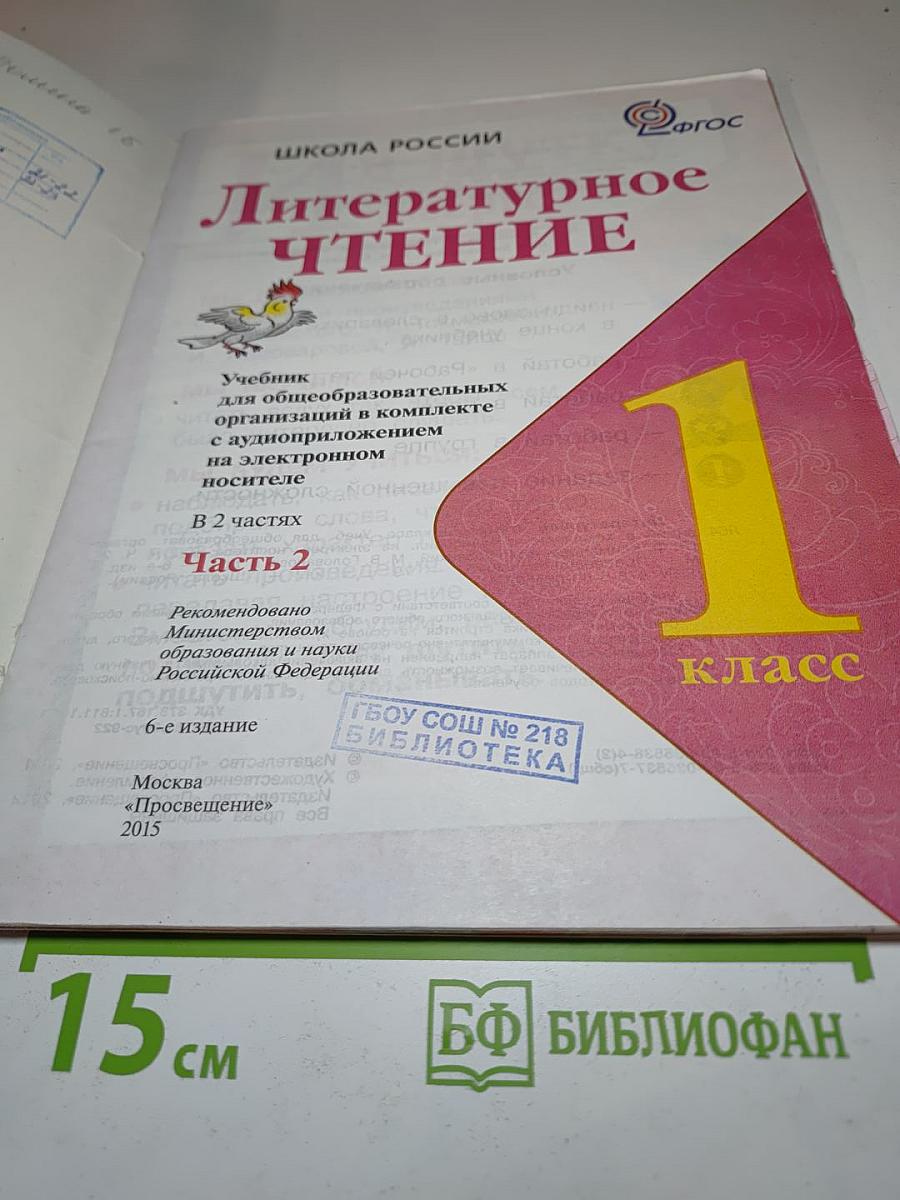 ШКОЛА РОССИИ
ФГОС
Литературное
ЧТЕНИЕ
Учебник
для общеобразовательных
организаций в комплекте
с аудиоприложением
на электронном
носителе
В 2 частях
Часть 2
Рекомендовано
Министерством
образования и науки
Российской Федерации
6-е издание
Москва
«Просвещение»
2015
1
класс
ГБОУ СОШ № 218
БИБЛИОТЕКА
15 см
БФ БИБЛИОФАН